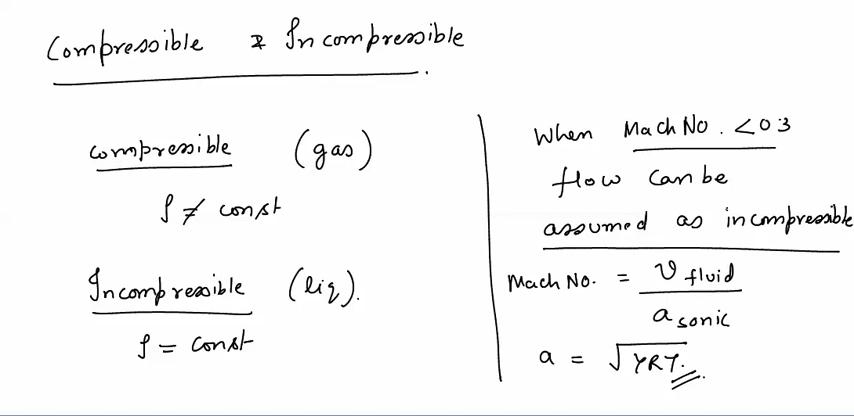 Compressible & Incompressible
compressible (gas)
ρ ≠ const
Incompressible (liq).
ρ = const
When Mach No. < 0.3
flow can be
assumed as incompressible
Mach No. = v fluid / a sonic
a = √γRT.